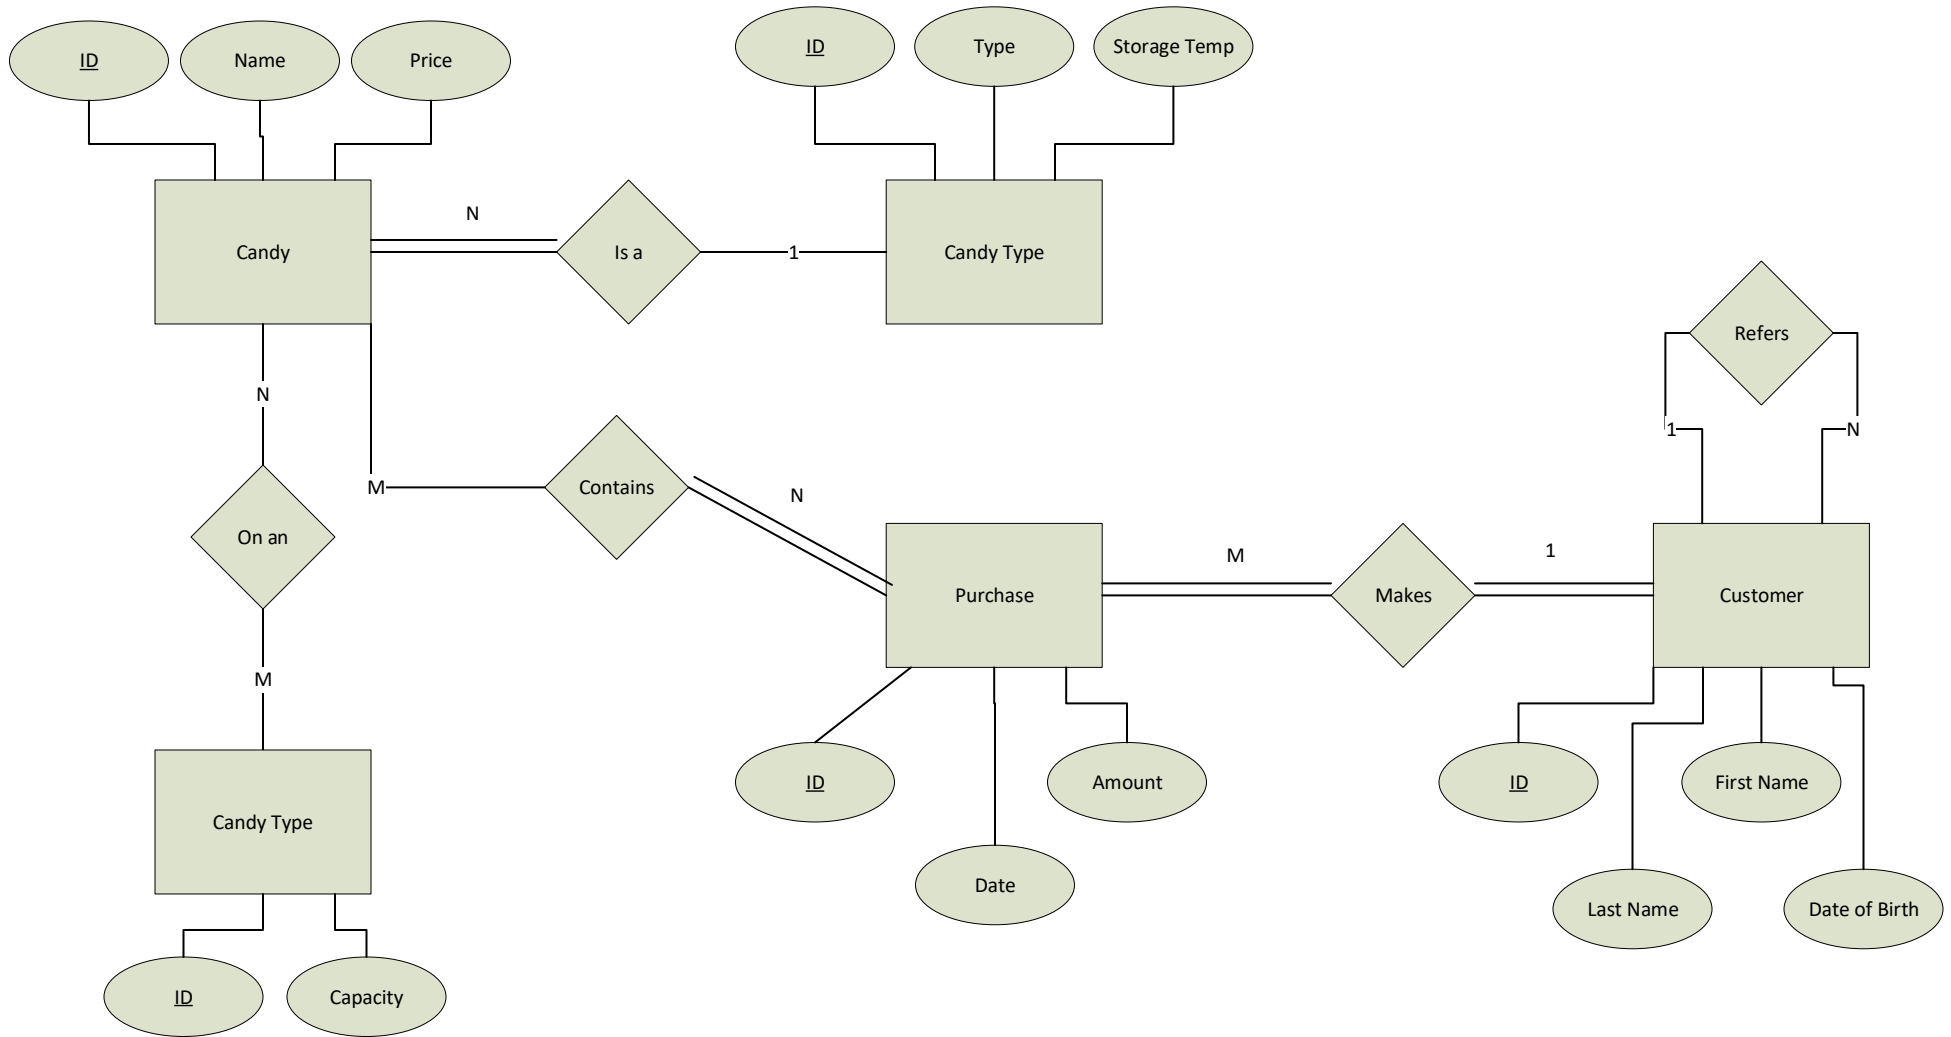 ID
Name
Price
ID
Type
Storage Temp
N
Candy
Is a
1
Candy Type
Refers
N
1
N
M
Contains
N
On an
M
1
Purchase
Makes
Customer
M
ID
Amount
ID
First Name
Candy Type
Date
Last Name
Date of Birth
ID
Capacity